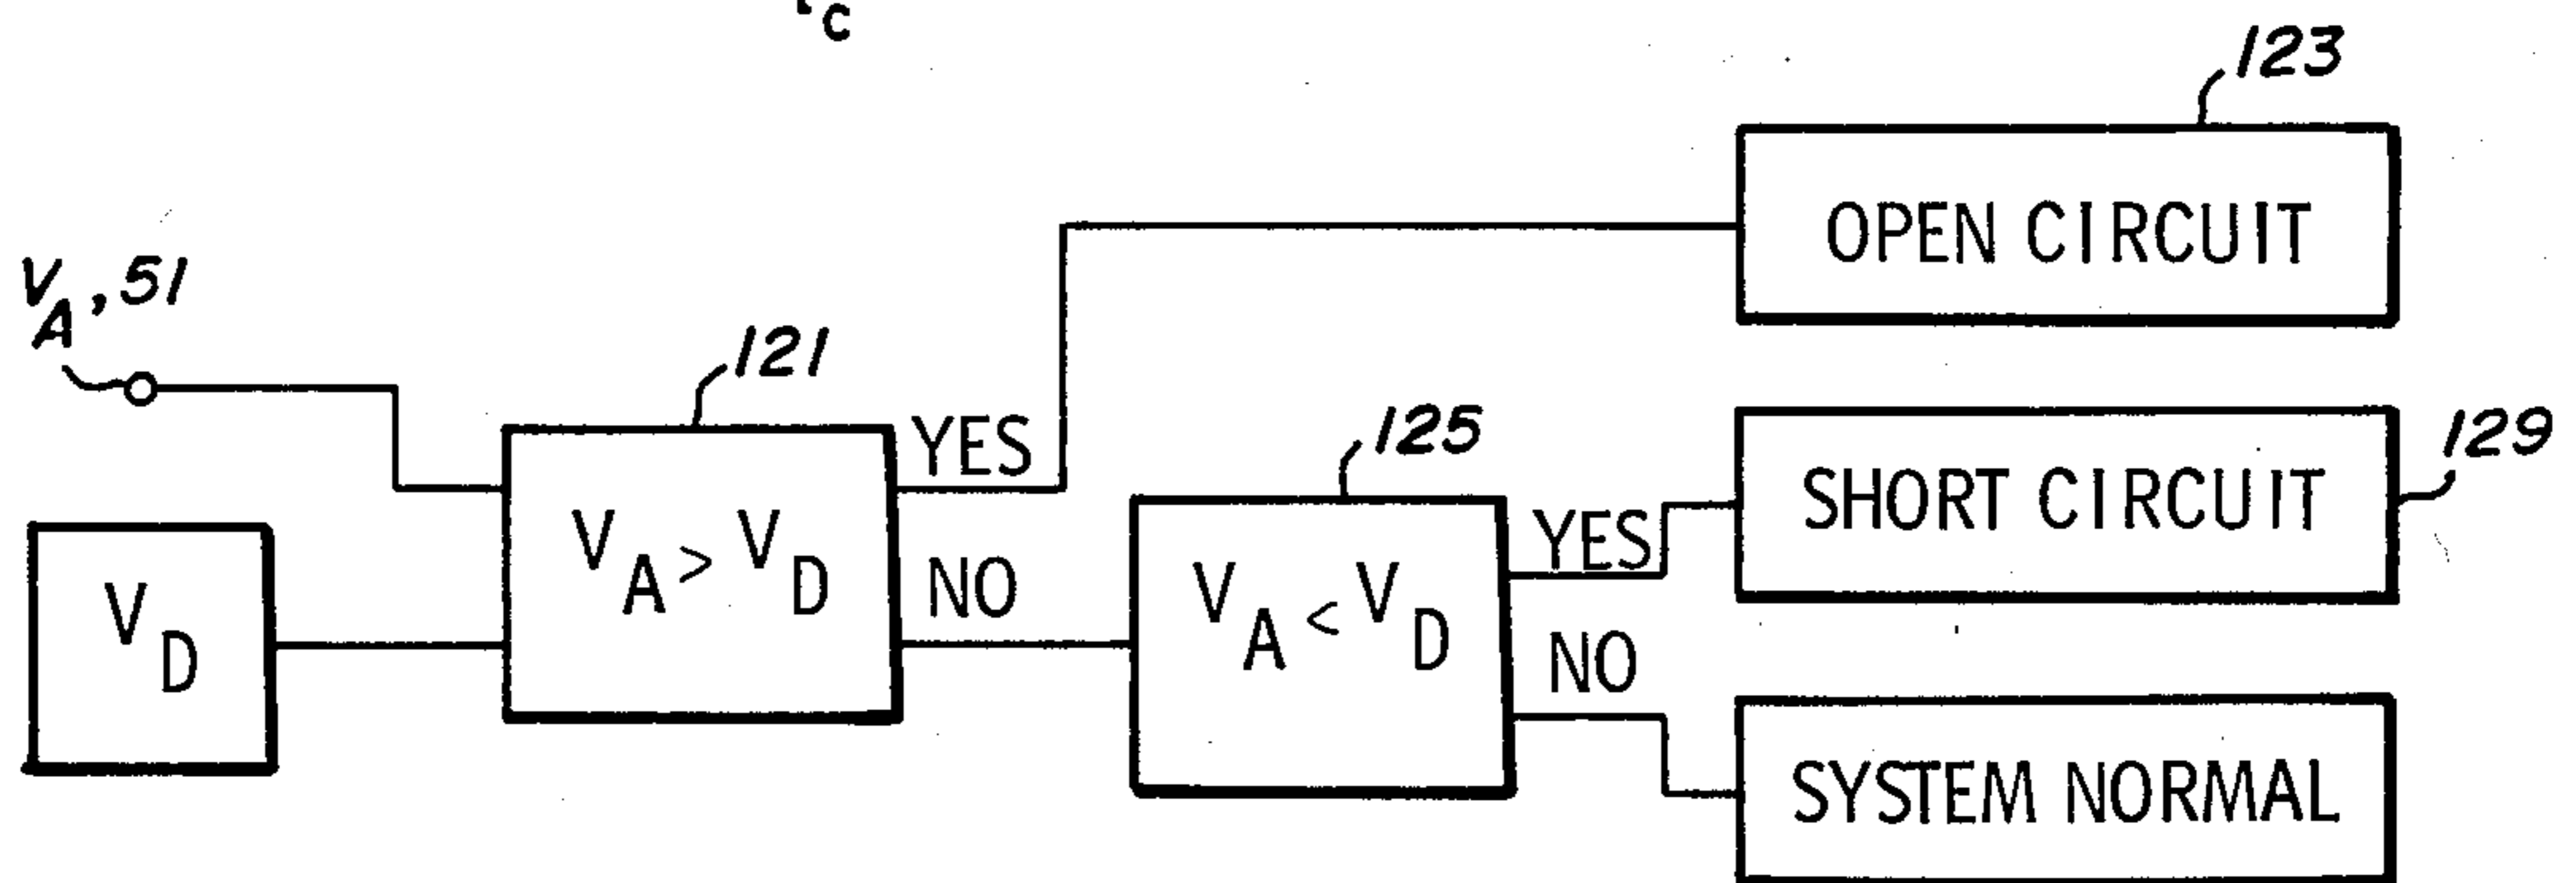 tc
123
OPEN CIRCUIT
VA, 51
121
YES
125
129
SHORT CIRCUIT
VA > VD
YES
NO
VA < VD
VD
NO
SYSTEM NORMAL